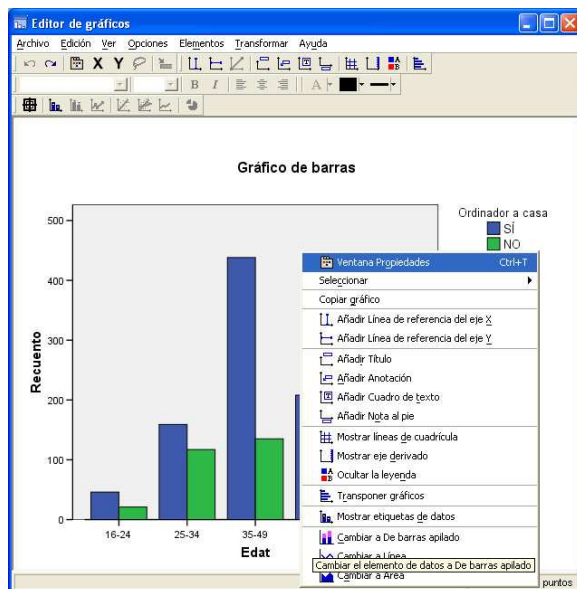 Editor de gráficos
Archivo Edición Ver Opciones Elementos Transformar Ayuda
X Y
B I A
Gráfico de barras
Ordinador a casa
SÍ
NO
500
400
300
200
100
0
Recuento
16-24 25-34 35-49
Edat
Ventana Propiedades Ctrl+T
Seleccionar
Copiar gráfico
Añadir Línea de referencia del eje X
Añadir Línea de referencia del eje Y
Añadir Título
Añadir Anotación
Añadir Cuadro de texto
Añadir Nota al pie
Mostrar líneas de cuadrícula
Mostrar eje derivado
Ocultar la leyenda
Transponer gráficos
Mostrar etiquetas de datos
Cambiar a De barras apilado
Cambiar a Línea
Cambiar el elemento de datos a De barras apilado
Cambiar a Área
puntos